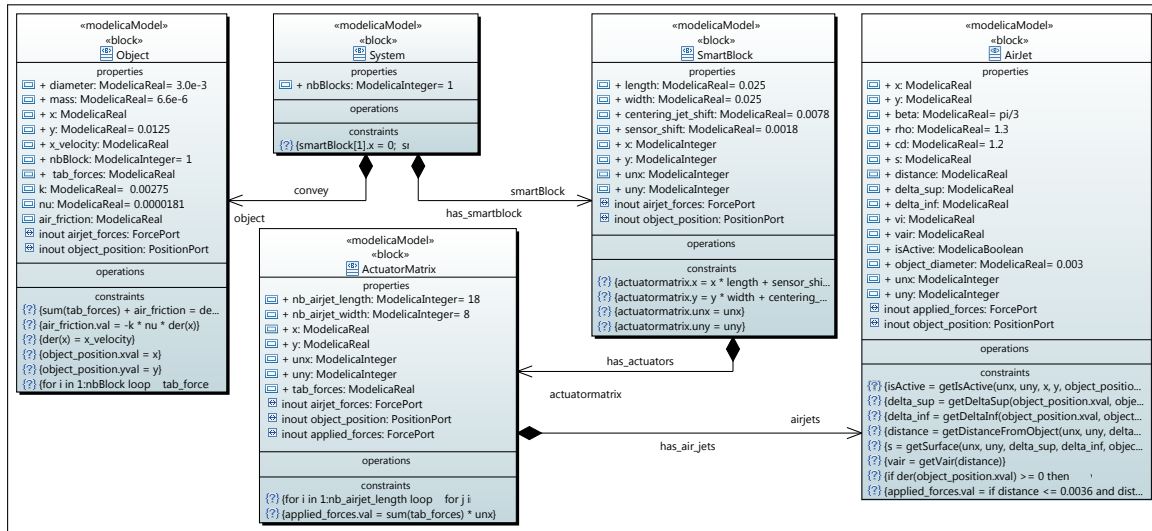 «modelicaModel»
«block»
Object
properties
+ diameter: ModelicaReal= 3.0e-3
+ mass: ModelicaReal= 6.6e-6
+ x: ModelicaReal
+ y: ModelicaReal= 0.0125
+ x_velocity: ModelicaReal
+ nbBlock: ModelicaInteger= 1
+ tab_forces: ModelicaReal
k: ModelicaReal= 0.00275
nu: ModelicaReal= 0.0000181
air_friction: ModelicaReal
inout airjet_forces: ForcePort
inout object_position: PositionPort
operations
constraints
{?} {sum(tab_forces) + air_friction = de...
{?} {air_friction.val = -k * nu * der(x)}
{?} {der(x) = x_velocity}
{?} {object_position.xval = x}
{?} {object_position.yval = y}
{?} {for i in 1:nbBlock loop tab_force
«modelicaModel»
«block»
System
properties
+ nbBlocks: ModelicaInteger= 1
operations
constraints
{?} {smartBlock[1].x = 0; s
convey
object
smartBlock
has_smartblock
«modelicaModel»
«block»
SmartBlock
properties
+ length: ModelicaReal= 0.025
+ width: ModelicaReal= 0.025
+ centering_jet_shift: ModelicaReal= 0.0078
+ sensor_shift: ModelicaReal= 0.0018
+ x: ModelicaInteger
+ y: ModelicaInteger
+ unx: ModelicaInteger
+ uny: ModelicaInteger
inout airjet_forces: ForcePort
inout object_position: PositionPort
operations
constraints
{?} {actuatormatrix.x = x * length + sensor_shi...
{?} {actuatormatrix.y = y * width + centering_...
{?} {actuatormatrix.unx = unx}
{?} {actuatormatrix.uny = uny}
«modelicaModel»
«block»
ActuatorMatrix
properties
+ nb_airjet_length: ModelicaInteger= 18
+ nb_airjet_width: ModelicaInteger= 8
+ x: ModelicaReal
+ y: ModelicaReal
+ unx: ModelicaInteger
+ uny: ModelicaInteger
+ tab_forces: ModelicaReal
inout airjet_forces: ForcePort
inout object_position: PositionPort
inout applied_forces: ForcePort
operations
constraints
{?} {for i in 1:nb_airjet_length loop for j i
{?} {applied_forces.val = sum(tab_forces) * unx}
has_actuators
actuatormatrix
airjets
has_air_jets
«modelicaModel»
«block»
AirJet
properties
+ x: ModelicaReal
+ y: ModelicaReal
+ beta: ModelicaReal= pi/3
+ rho: ModelicaReal= 1.3
+ cd: ModelicaReal= 1.2
+ s: ModelicaReal
+ distance: ModelicaReal
+ delta_sup: ModelicaReal
+ delta_inf: ModelicaReal
+ vi: ModelicaReal
+ vair: ModelicaReal
+ isActive: ModelicaBoolean
+ object_diameter: ModelicaReal= 0.003
+ unx: ModelicaInteger
+ uny: ModelicaInteger
inout applied_forces: ForcePort
inout object_position: PositionPort
operations
constraints
{?} {isActive = getIsActive(unx, uny, x, y, object_positio...
{?} {delta_sup = getDeltaSup(object_position.xval, obje...
{?} {delta_inf = getDeltaInf(object_position.xval, object...
{?} {distance = getDistanceFromObject(unx, uny, delta...
{?} {s = getSurface(unx, uny, delta_sup, delta_inf, objec...
{?} {vair = getVair(distance)}
{?} {if der(object_position.xval) >= 0 then
{?} {applied_forces.val = if distance <= 0.0036 and dist...